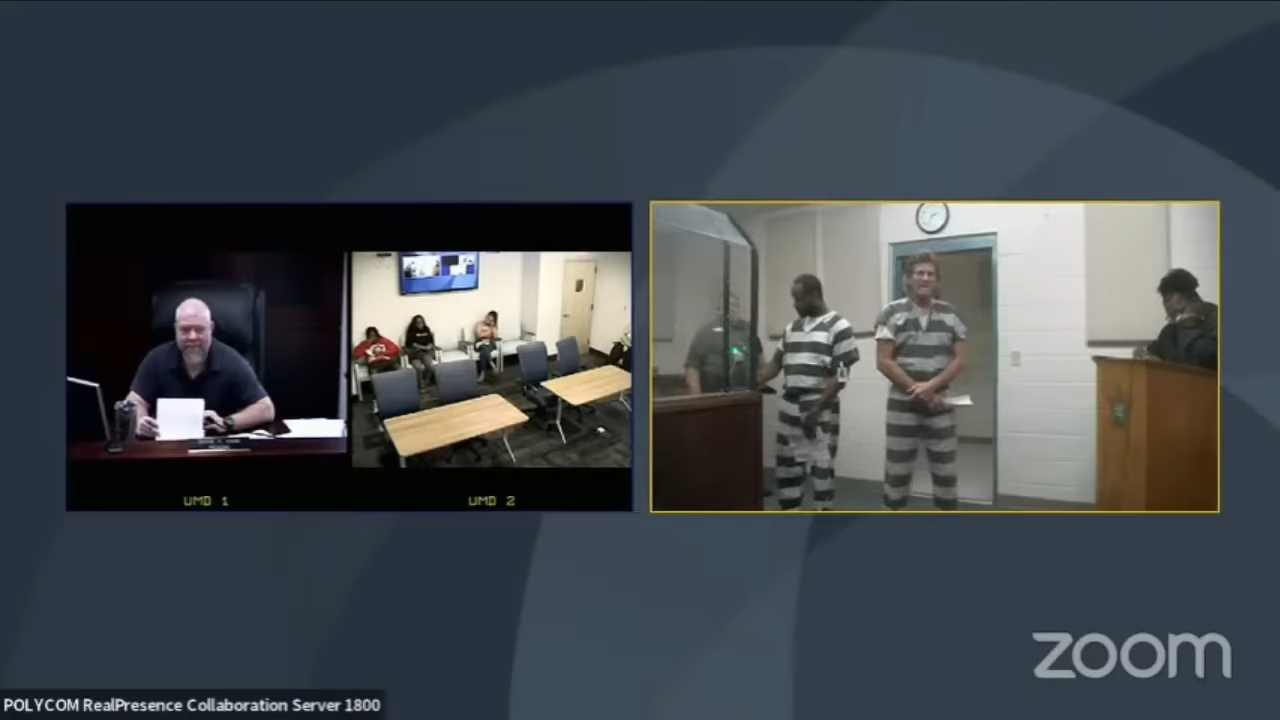 UMD 1
UMD 2
zoom
POLYCOM RealPresence Collaboration Server 1800